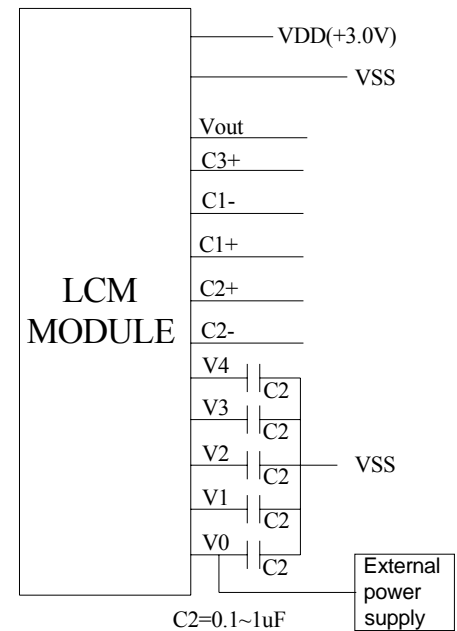 VDD(+3.0V)
VSS
Vout
C3+
C1-
C1+
LCM
MODULE
C2+
C2-
V4
C2
V3
C2
V2
C2
VSS
V1
C2
V0
C2
External
power
supply
C2=0.1~1uF